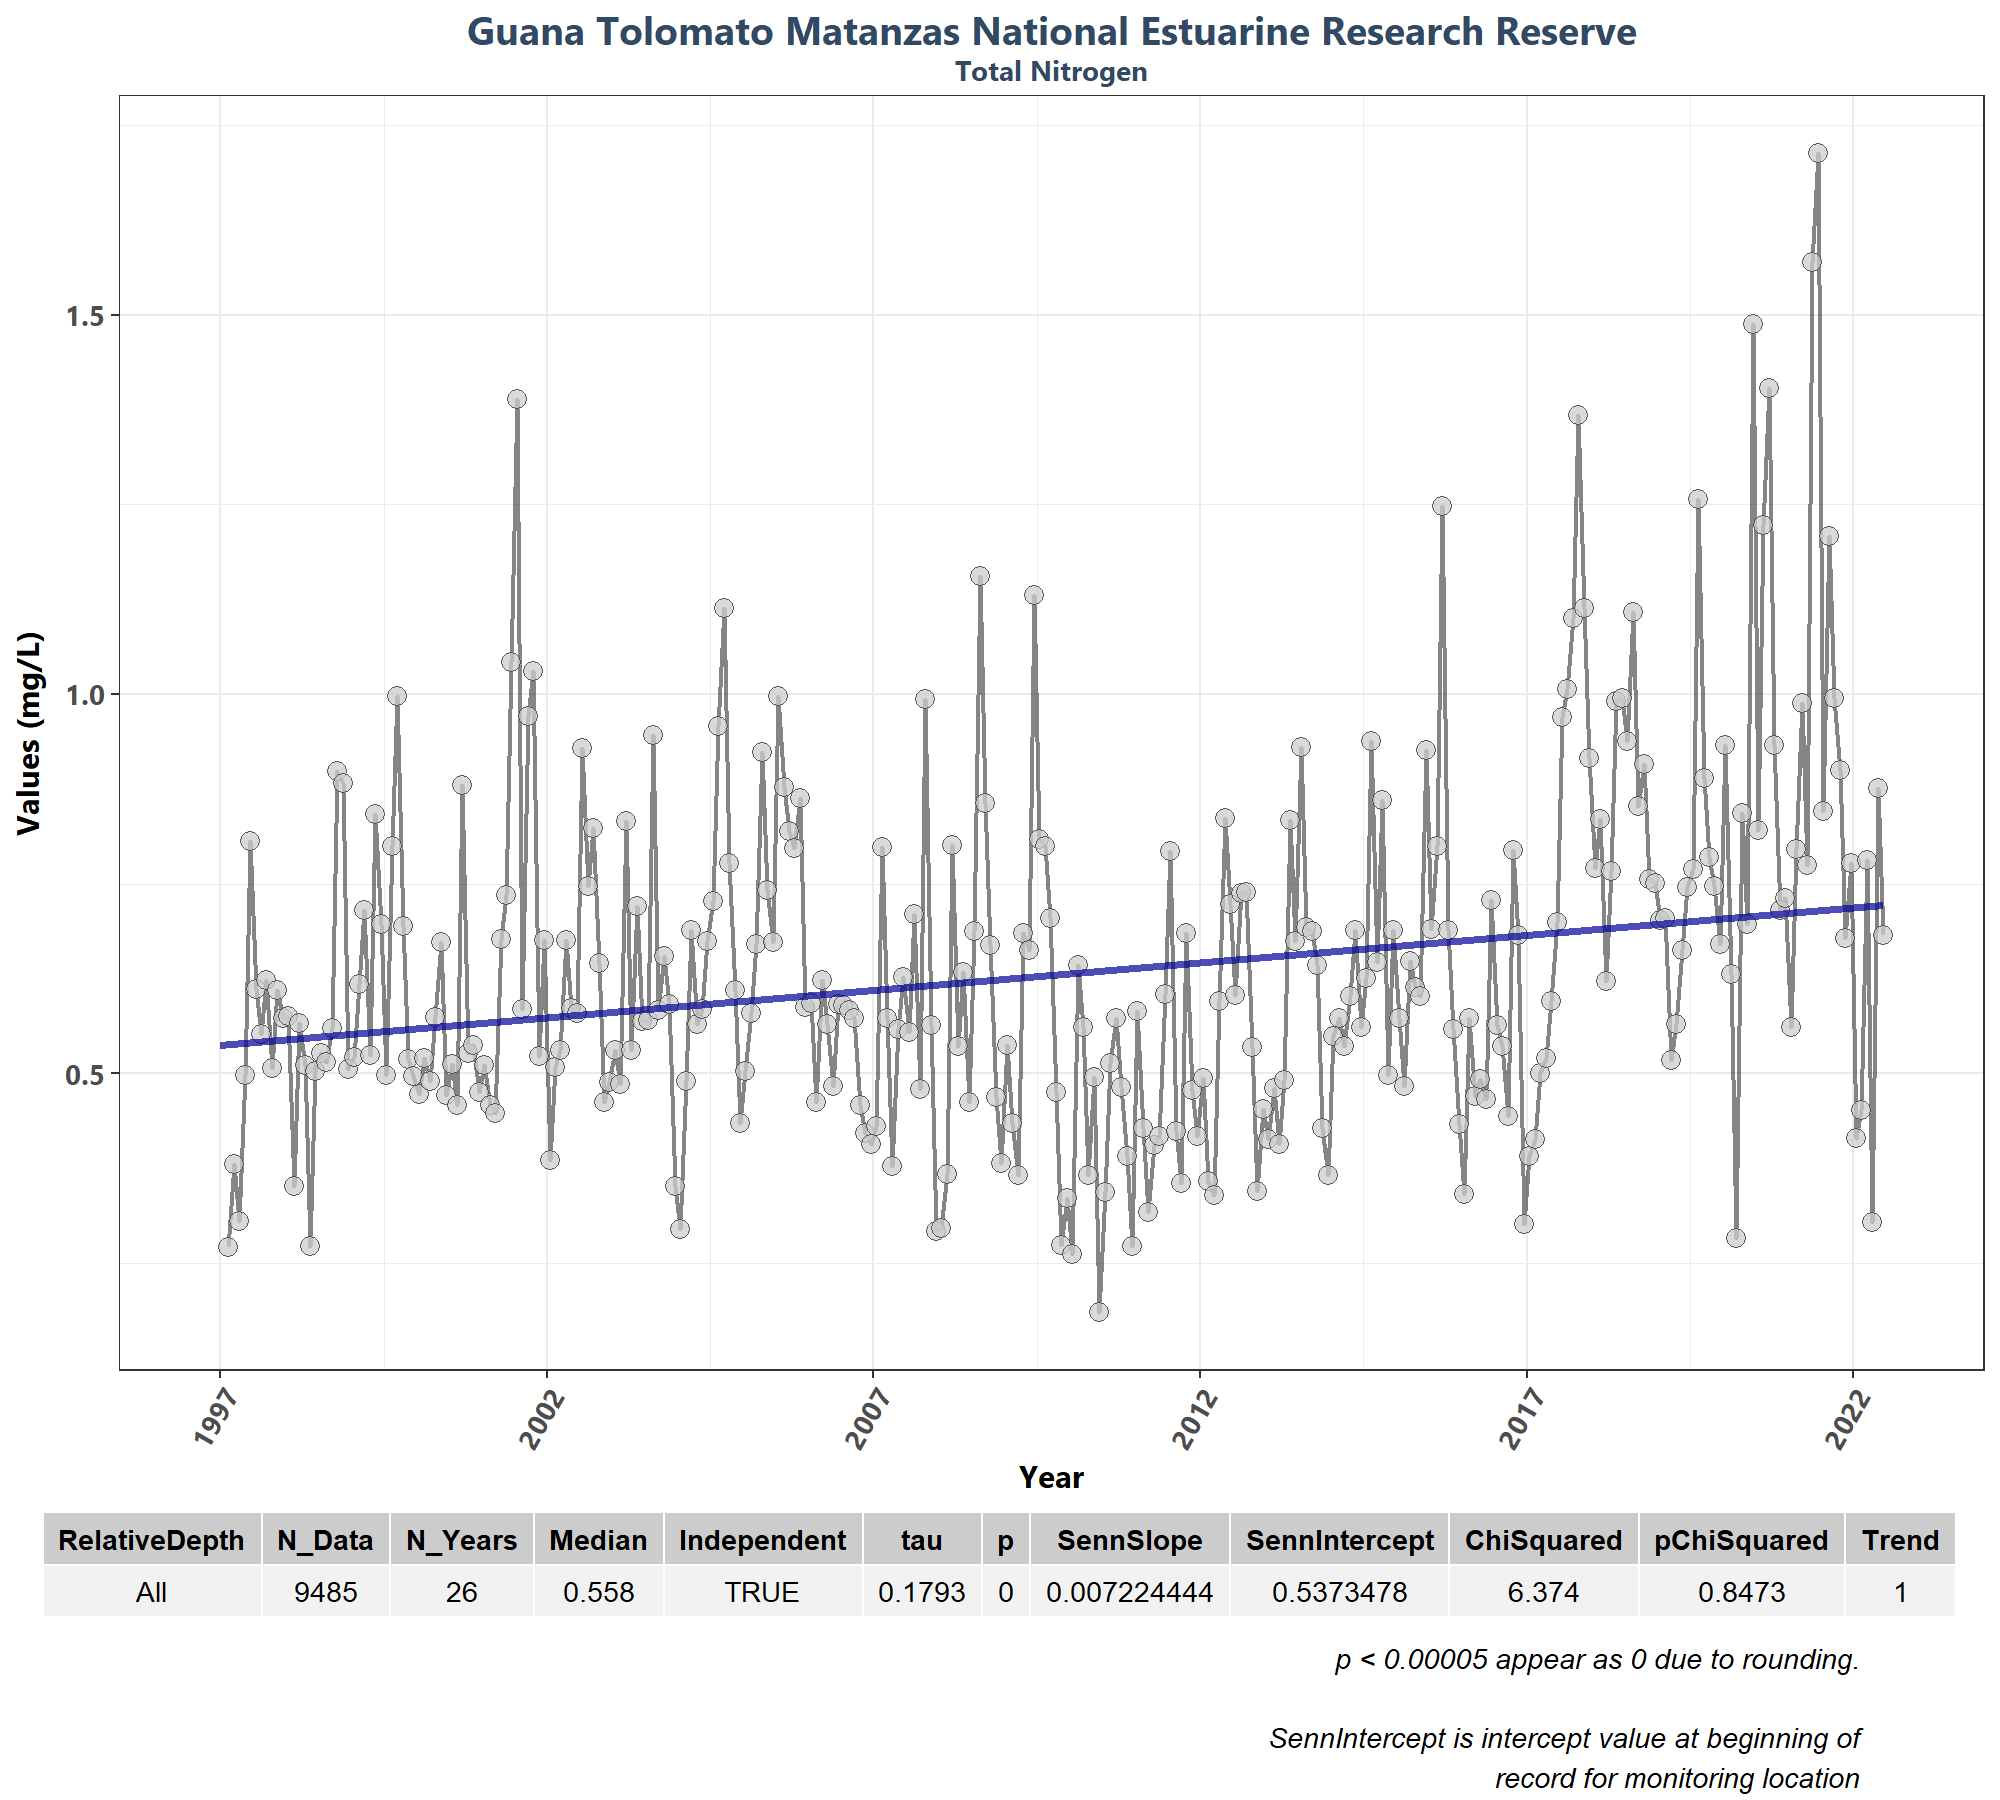 Guana Tolomato Matanzas National Estuarine Research Reserve
Total Nitrogen
Values (mg/L)
1.5
1.0
0.5
1997 2002 2007 2012 2017 2022
Year
RelativeDepth N_Data N_Years Median Independent tau p SennSlope SennIntercept ChiSquared pChiSquared Trend
All 9485 26 0.558 TRUE 0.1793 0 0.007224444 0.5373478 6.374 0.8473 1
p < 0.00005 appear as 0 due to rounding.
SennIntercept is intercept value at beginning of
record for monitoring location